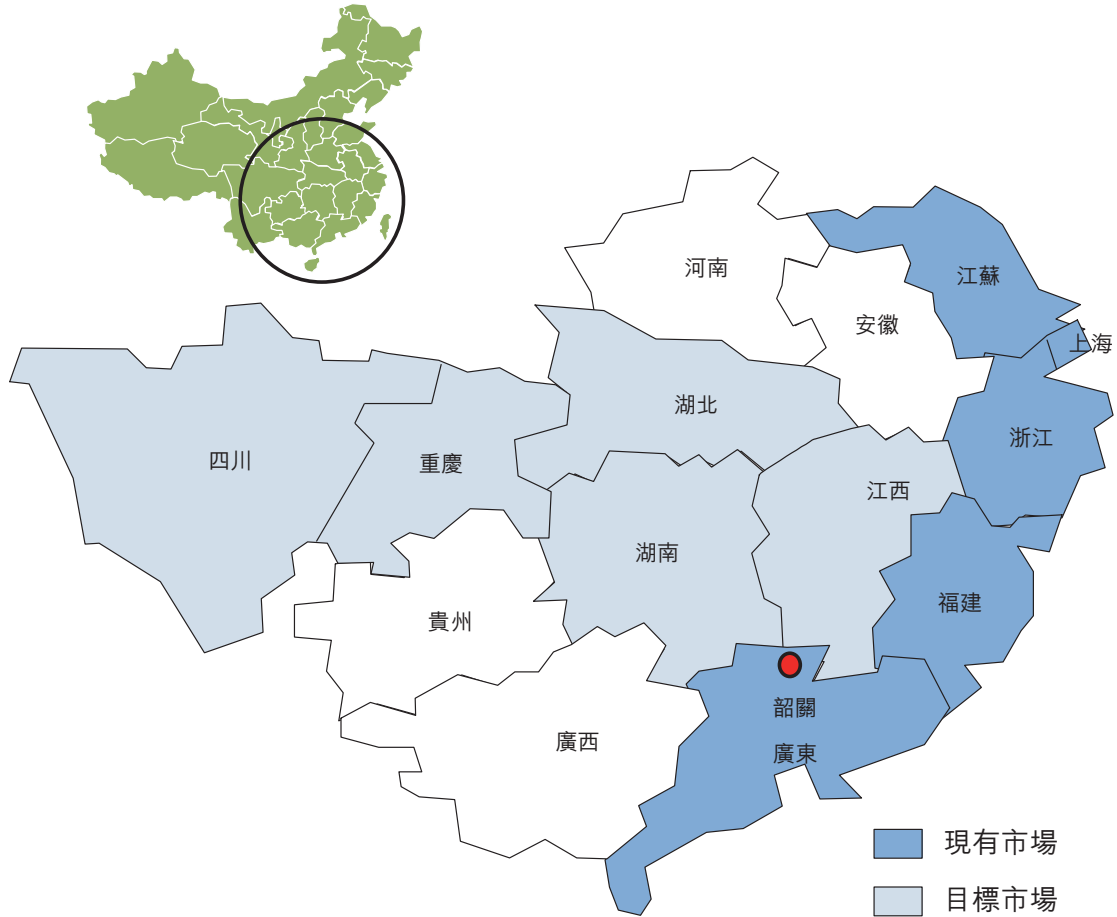 河南
江蘇
安徽
上海
湖北
浙江
四川
重慶
江西
湖南
福建
貴州
韶關
廣西
廣東
現有市場
目標市場